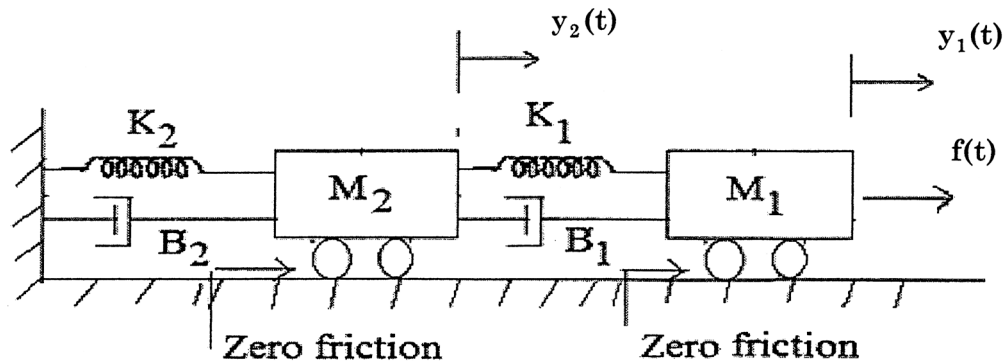 y₂(t)
y₁(t)
K₂
K₁
f(t)
M₂
M₁
B₂
B₁
Zero friction
Zero friction